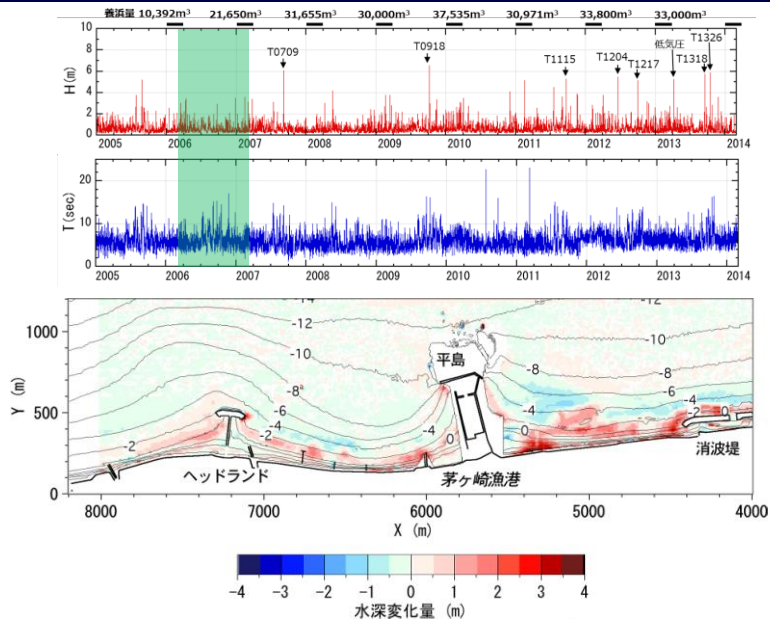 養浜量 10,392m³ 21,650m³ 31,655m³ 30,000m³ 37,535m³ 30,971m³ 33,800m³ 33,000m³
T1326
T0709 T0918 T1115 T1204 T1217 低気圧 T1318
H(m)
10
8
6
4
2
0
2005 2006 2007 2008 2009 2010 2011 2012 2013 2014
T(sec)
20
10
0
2005 2006 2007 2008 2009 2010 2011 2012 2013 2014
Y (m)
1000
500
0
-14
-12 -12
-10 -10
-8 -8
-6 -6
-4 -4 -4
-2 -2 -2 -2
0 0
平島
ヘッドランド
茅ヶ崎漁港
消波堤
8000 7000 6000 5000 4000
X (m)
-4 -3 -2 -1 0 1 2 3 4
水深変化量 (m)